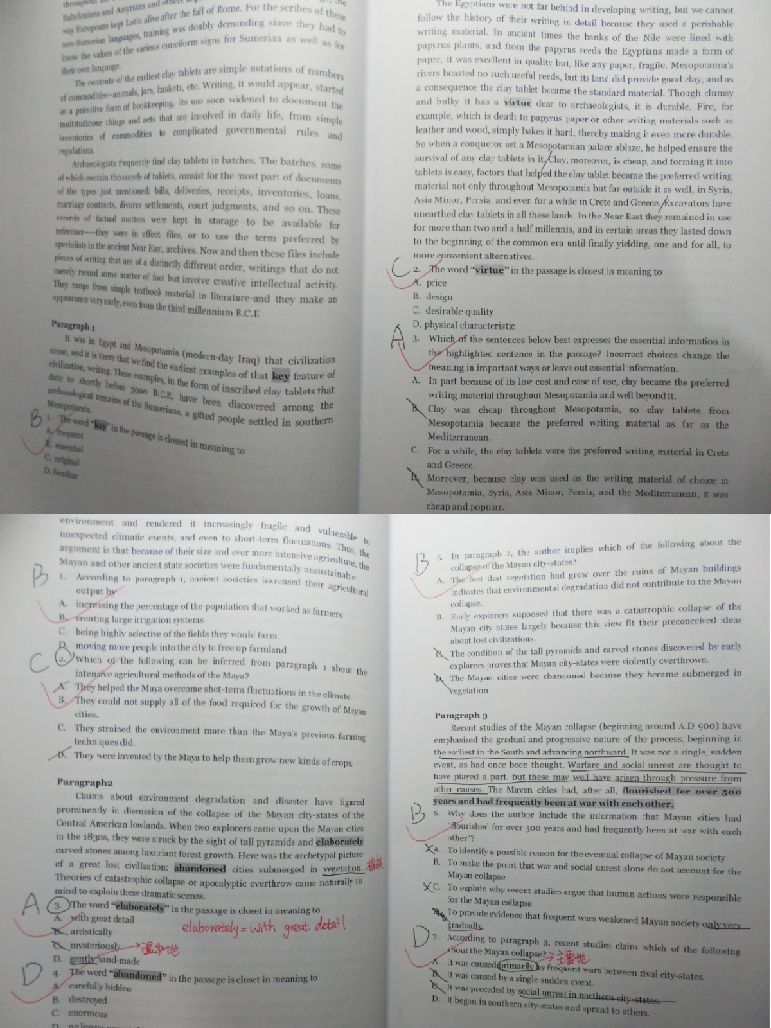 Babylonians and Assyrians and others
way Europeans kept Latin alive after the fall of Rome. For the scribes of these
non-Sumerian languages, training was doubly demanding since they had to
know the values of the various cuneiform signs for Sumerian as well as for
their own language.
The contents of the earliest clay tablets are simple notations of numbers
of commodities—animals, jars, baskets, etc. Writing, it would appear, started
as a primitive form of bookkeeping. Its use soon widened to document the
multitudinous things and acts that are involved in daily life, from simple
inventories of commodities to complicated governmental rules and
regulations.
Archaeologists frequently find clay tablets in batches. The batches, some
of which contain thousands of tablets, consist for the most part of documents
of the types just mentioned: bills, deliveries, receipts, inventories, loans,
marriage contracts, divorce settlements, court judgments, and so on. These
records of factual matters were kept in storage to be available for
reference——they were, in effect, files, or to use the term preferred by
specialists in the ancient Near East, archives. Now and then these files include
pieces of writing that are of a distinctly different order, writings that do not
merely record some matter of fact but involve creative intellectual activity.
They range from simple textbook material to literature-and they make an
appearance very early, even from the third millennium B.C.E
Paragraph 1
It was in Egypt and Mesopotamia (modern-day Iraq) that civilization
arose, and it is here that we find the earliest examples of that key feature of
civilization, writing. These examples, in the form of inscribed clay tablets that
date to shortly before 3000 B.C.E, have been discovered among the
archaeological remains of the Sumerians, a gifted people settled in southern
Mesopotamia.
B
1. The word "key" in the passage is closest in meaning to
A. frequent
B. essential
C. original
D. familiar
The Egyptians were not far behind in developing writing, but we cannot
follow the history of their writing in detail because they used a perishable
writing material. In ancient times the banks of the Nile were lined with
papyrus plants, and from the papyrus reeds the Egyptians made a form of
paper, it was excellent in quality but, like any paper, fragile. Mesopotamia's
rivers boasted no such useful reeds, but its land did provide good clay, and as
a consequence the clay tablet became the standard material. Though clumsy
and bulky it has a virtue dear to archaeologists, it is durable. Fire, for
example, which is death to papyrus paper or other writing materials such as
leather and wood, simply bakes it hard, thereby making it even more durable.
So when a conqueror set a Mesopotamian palace ablaze, he helped ensure the
survival of any clay tablets in it. Clay, moreover, is cheap, and forming it into
tablets is easy, factors that helped the clay tablet become the preferred writing
material not only throughout Mesopotamia but far outside it as well, in Syria,
Asia Minor, Persia, and even for a while in Crete and Greece. Excavators have
unearthed clay tablets in all these lands. In the Near East they remained in use
for more than two and a half millennia, and in certain areas they lasted down
to the beginning of the common era until finally yielding, one and for, all, to
more convenient alternatives.
C 2. The word "virtue" in the passage is closest in meaning to
A. price
B. design
C. desirable quality
D. physical characteristic
A 3. Which of the sentences below best expresses the essential information in
the highlighted sentence in the passage? Incorrect choices change the
meaning in important ways or leave out essential information.
A. In part because of its low cost and ease of use, clay became the preferred
writing material throughout Mesopotamia and well beyond it.
B. Clay was cheap throughout Mesopotamia, so clay tablets from
Mesopotamia became the preferred writing material as far as the
Mediterranean.
C. For a while, the clay tablets were the preferred writing material in Crete
and Greece.
D. Moreover, because clay was used as the writing material of choice in
Mesopotamia, Syria, Asia Minor, Persia, and the Mediterranean, it was
cheap and popular.
environment and rendered it increasingly fragile and vulnerable to
unexpected climatic events, and even to short-term fluctuations. Thus, the
argument is that because of their size and ever more intensive agriculture, the
Mayan and other ancient state societies were fundamentally unsustainable.
B 1. According to paragraph 1, ancient societies increased their agricultural
output by
A. increasing the percentage of the population that worked as farmers
B. creating large irrigation systems
C. being highly selective of the fields they would farm
D. moving more people into the city to free up farmland
C 2. Which of the following can be inferred from paragraph 1 about the
intensive agricultural methods of the Maya?
A. They helped the Maya overcome shot-term fluctuations in the climate
B. They could not supply all of the food required for the growth of Mayan
cities.
C. They strained the environment more than the Maya's previous farming
techniques did.
D. They were invented by the Maya to help them grow new kinds of crops.
Paragraph2
Claims about environment degradation and disaster have figured
prominently in discussion of the collapse of the Mayan city-states of the
Central American lowlands. When two explorers came upon the Mayan cities
in the 1830s, they were struck by the sight of tall pyramids and elaborately
carved stones among luxuriant forest growth. Here was the archetypal picture
of a great lost civilization: abandoned cities submerged in vegetation.
Theories of catastrophic collapse or apocalyptic overthrow came naturally to
mind to explain these dramatic scenes.
A 3. The word "elaborately" in the passage is closet in meaning to
A. with great detail
elaborately = with great detail
B. artistically
C. mysteriously
D. gently hand-made
温和地
D 4. The word "abandoned" in the passage is closet in meaning to
A. carefully hidden
B. destroyed
C. enormous
B 5. In paragraph 2, the author implies which of the following about the
collapse of the Mayan city-states?
A. The fact that vegetation had grow over the ruins of Mayan buildings
indicates that environmental degradation did not contribute to the Mayan
collapse.
B. Early explorers supposed that there was a catastrophic collapse of the
Mayan city states largely because this view fit their preconceived ideas
about lost civilizations.
C. The condition of the tall pyramids and carved stones discovered by early
explorers proves that Mayan city-states were violently overthrown.
D. The Mayan cities were abandoned because they became submerged in
vegetation
Paragraph 3
Recent studies of the Mayan collapse (beginning around A.D 900) have
emphasized the gradual and progressive nature of the process, beginning in
the earliest in the South and advancing northward. It was not a single, sudden
event, as had once been thought. Warfare and social unrest are thought to
have played a part, but these may well have arisen through pressure from
other causes. The Mayan cities had, after all, flourished for over 500
years and had frequently been at war with each other.
B 6. Why does the author include the information that Mayan cities had
"flourished for over 500 years and had frequently been at war with each
other"?
A. To identify a possible reason for the eventual collapse of Mayan society
B. To make the point that war and social unrest alone do not account for the
Mayan collapse
C. To explain why recent studies argue that human actions were responsible
for the Mayan collapse
To provide evidence that frequent wars weakened Mayan society only very
gradually.
D 7. According to paragraph 3, recent studies claim which of the following
about the Mayan collapse?
主要地
A. It was caused primarily by frequent wars between rival city-states.
B. It was caused by a single sudden event.
C. It was preceded by social unrest in northern city-states.
D. It began in southern city-states and spread to others.